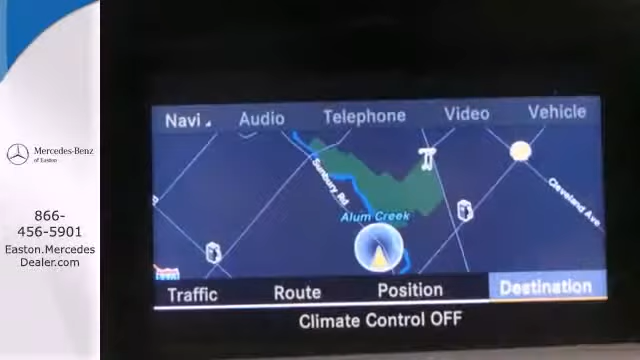 Mercedes-Benz
of Easton
866-
456-5901
Easton.Mercedes
Dealer.com
Navi Audio Telephone Video Vehicle
Sunbury Rd
Cleveland Ave
Alum Creek
Traffic Route Position Destination
Climate Control OFF